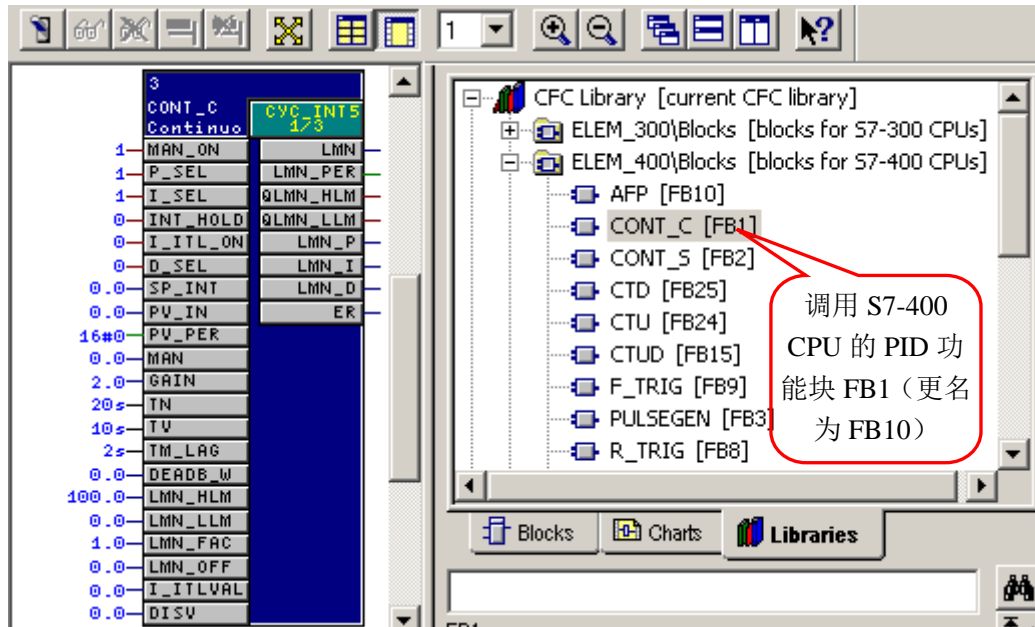 1
3
CONT_C
Continuo
CYC_INT5
1/3
1 MAN_ON LMN
1 P_SEL LMN_PER
1 I_SEL QLMN_HLM
0 INT_HOLD QLMN_LLM
0 I_ITL_ON LMN_P
0 D_SEL LMN_I
0.0 SP_INT LMN_D
0.0 PV_IN ER
16#0 PV_PER
0.0 MAN
2.0 GAIN
20s TN
10s TV
2s TM_LAG
0.0 DEADB_W
100.0 LMN_HLM
0.0 LMN_LLM
1.0 LMN_FAC
0.0 LMN_OFF
0.0 I_ITLVAL
0.0 DISV
CFC Library [current CFC library]
ELEM_300\Blocks [blocks for S7-300 CPUs]
ELEM_400\Blocks [blocks for S7-400 CPUs]
AFP [FB10]
CONT_C [FB1]
CONT_S [FB2]
CTD [FB25]
CTU [FB24]
CTUD [FB15]
F_TRIG [FB9]
PULSEGEN [FB3]
R_TRIG [FB8]
调用 S7-400
CPU 的 PID 功
能块 FB1（更名
为 FB10）
Blocks Charts Libraries